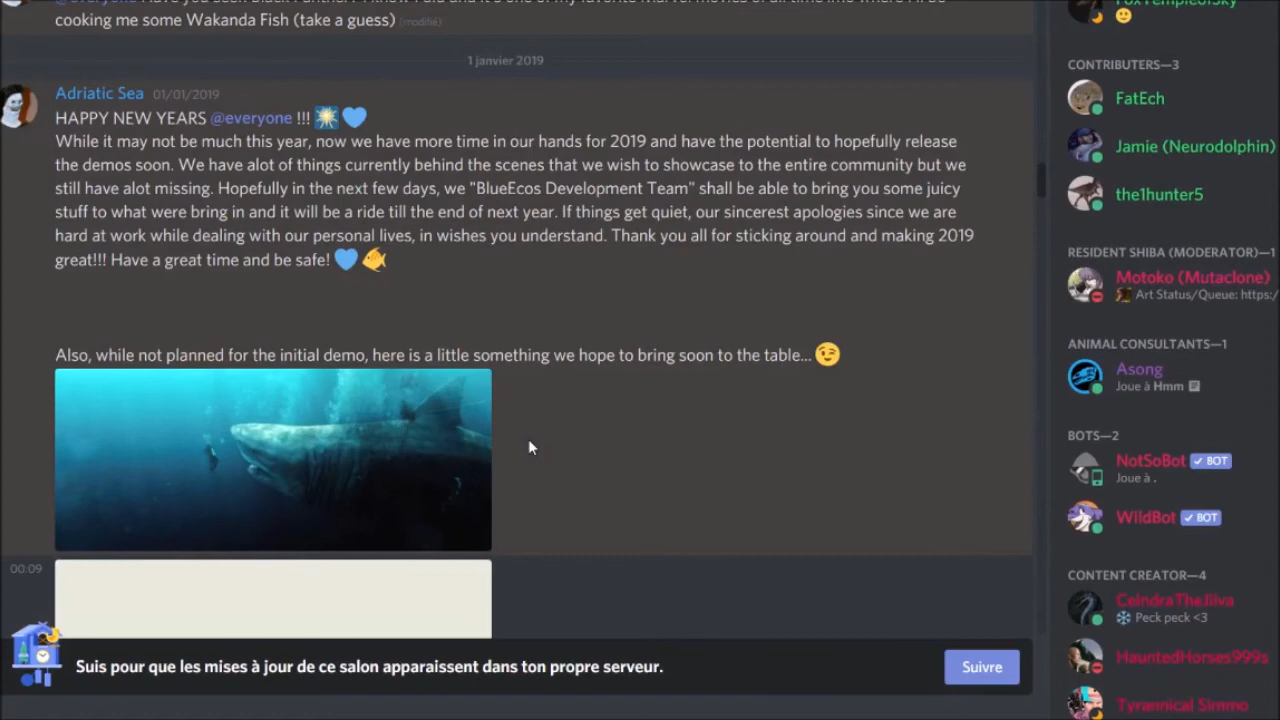 cooking me some Wakanda Fish (take a guess) (modifié)
1 janvier 2019
Adriatic Sea 01/01/2019
HAPPY NEW YEARS @everyone !!!
While it may not be much this year, now we have more time in our hands for 2019 and have the potential to hopefully release
the demos soon. We have alot of things currently behind the scenes that we wish to showcase to the entire community but we
still have alot missing. Hopefully in the next few days, we "BlueEcos Development Team" shall be able to bring you some juicy
stuff to what were bring in and it will be a ride till the end of next year. If things get quiet, our sincerest apologies since we are
hard at work while dealing with our personal lives, in wishes you understand. Thank you all for sticking around and making 2019
great!!! Have a great time and be safe!
Also, while not planned for the initial demo, here is a little something we hope to bring soon to the table...
00:09
Suis pour que les mises à jour de ce salon apparaissent dans ton propre serveur.
Suivre
FoxTempleofSky
CONTRIBUTERS—3
FatEch
Jamie (Neurodolphin)
the1hunter5
RESIDENT SHIBA (MODERATOR)—1
Motoko (Mutaclone)
Art Status/Queue: https:/
ANIMAL CONSULTANTS—1
Asong
Joue à Hmm
BOTS—2
NotSoBot BOT
Joue à .
WildBot BOT
CONTENT CREATOR—4
CeindraTheJilva
Peck peck <3
HauntedHorses999s
Tyrannical Simmo